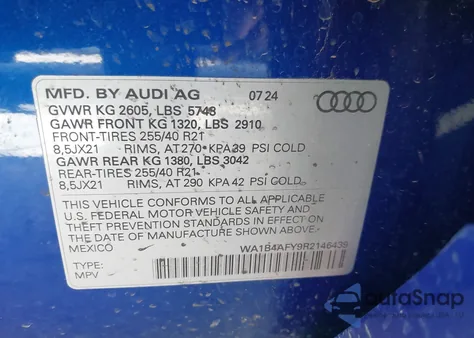 MFD. BY AUDI AG 07 24
GVWR KG 2605, LBS 5743
GAWR FRONT KG 1320, LBS 2910
FRONT-TIRES 255/40 R21
8,5JX21 RIMS, AT 270 KPA 39 PSI COLD
GAWR REAR KG 1380, LBS 3042
REAR-TIRES 255/40 R21
8,5JX21 RIMS, AT 290 KPA 42 PSI COLD
THIS VEHICLE CONFORMS TO ALL APPLICABLE
U.S. FEDERAL MOTOR VEHICLE SAFETY AND
THEFT PREVENTION STANDARDS IN EFFECT ON
THE DATE OF MANUFACTURE SHOWN ABOVE.
MEXICO WA1B4AFY9R2146439
TYPE:
MPV
autoSnap